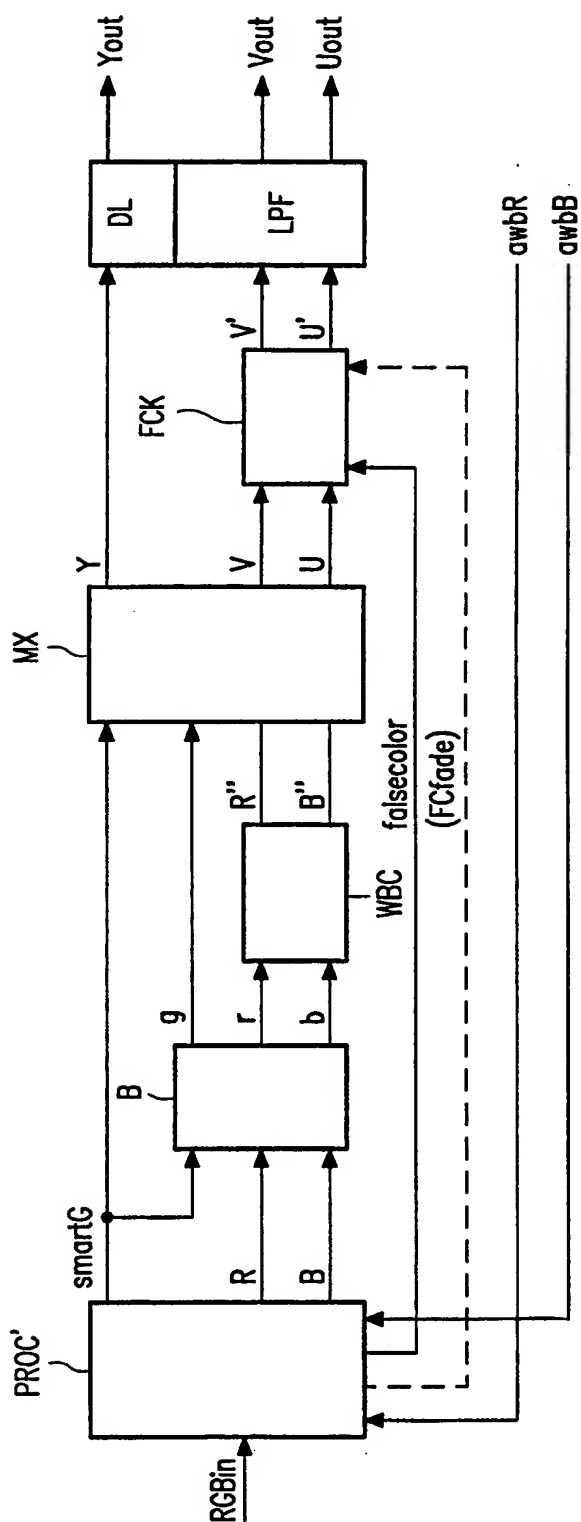 RGBin
PROC'
smartG
R
B
B
g
r
b
WBC
R''
B''
MX
Y
V
U
falsecolor
(FCfade)
FCK
V'
U'
DL
LPF
Yout
Vout
Uout
awbR
awbB